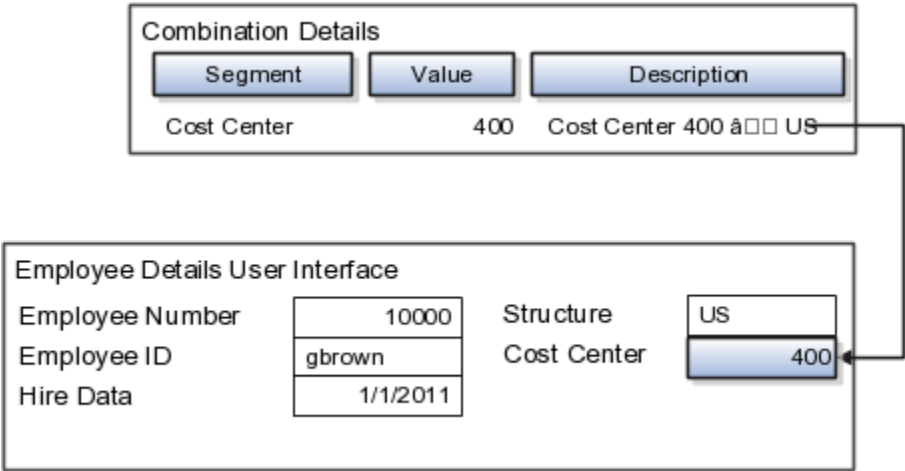 Combination Details
Segment Value Description
Cost Center 400 Cost Center 400 â□□ US
Employee Details User Interface
Employee Number 10000 Structure US
Employee ID gbrown Cost Center 400
Hire Data 1/1/2011